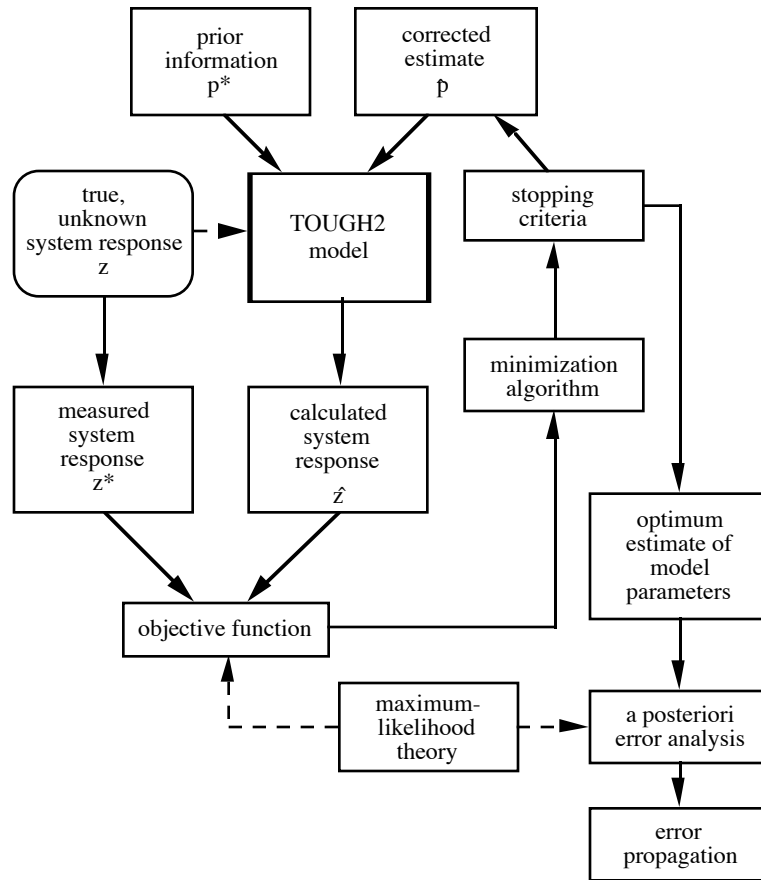 prior
information
p*
corrected
estimate
p̂
true,
unknown
system response
z
TOUGH2
model
stopping
criteria
minimization
algorithm
measured
system
response
z*
calculated
system
response
ẑ
optimum
estimate of
model
parameters
objective function
maximum-
likelihood
theory
a posteriori
error analysis
error
propagation